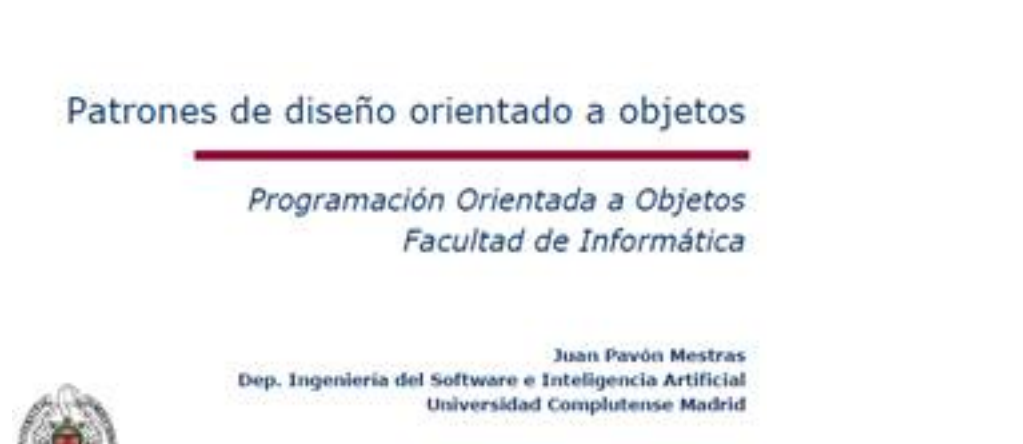 Patrones de diseño orientado a objetos
Programación Orientada a Objetos
Facultad de Informática
Juan Pavón Mestras
Dep. Ingeniería del Software e Inteligencia Artificial
Universidad Complutense Madrid